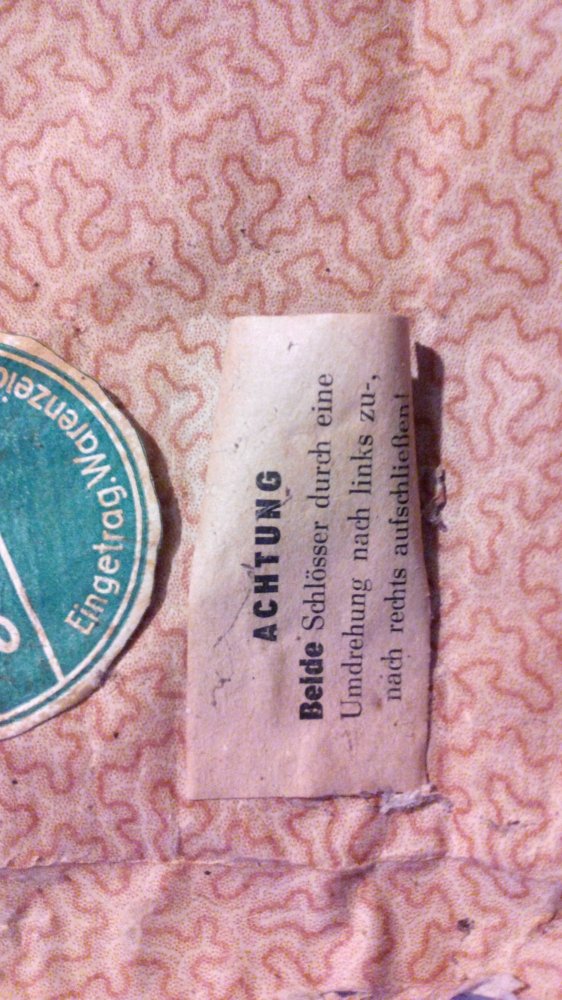 Eingetrag. Warenzeic
ACHTUNG
Beide Schlösser durch eine
Umdrehung nach links zu-,
nach rechts aufschließen!